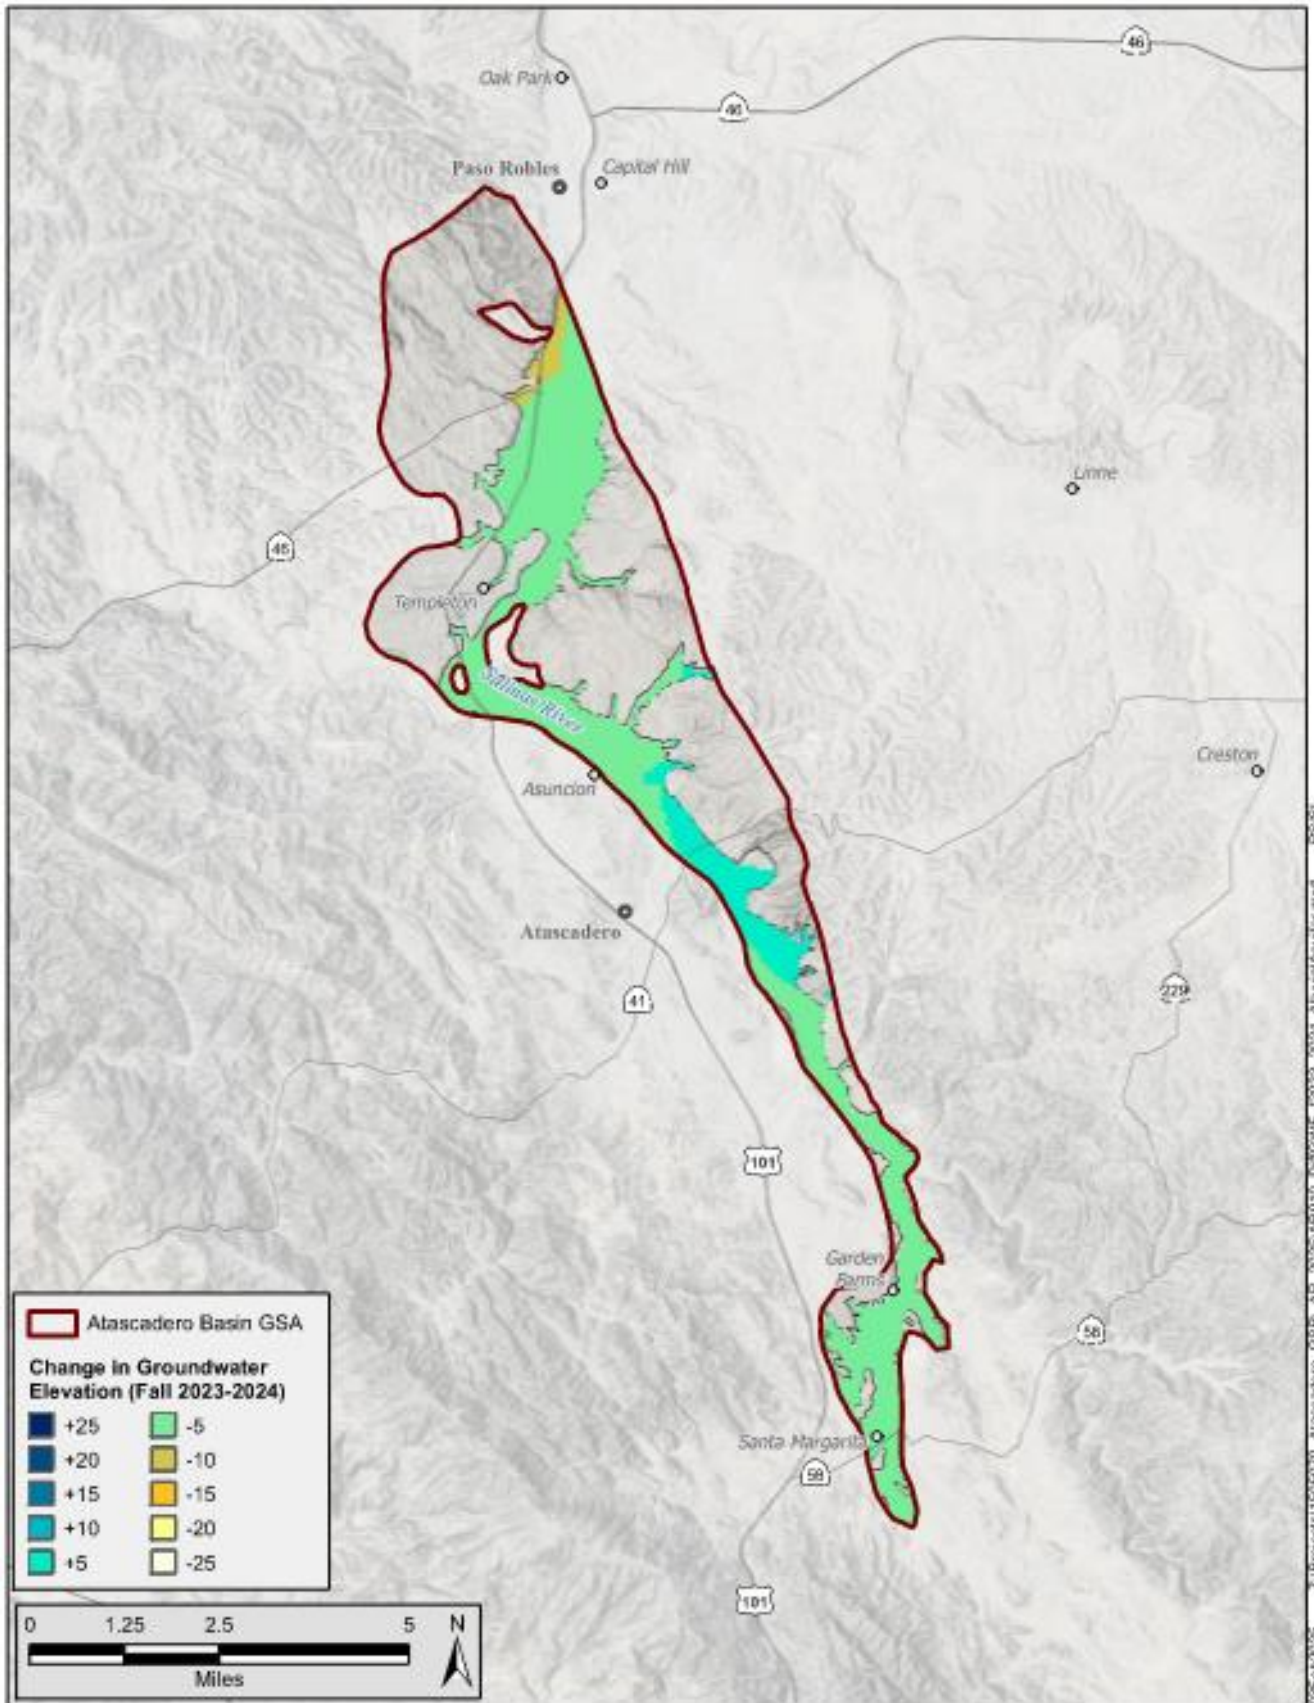 46
Oak Park
46
Paso Robles
Capital Hill
Linne
46
Templeton
Salinas River
Creston
Asuncion
Atascadero
229
41
101
Garden
Farms
58
Santa Margarita
58
101
Atascadero Basin GSA
Change in Groundwater
Elevation (Fall 2023-2024)
+25 -5
+20 -10
+15 -15
+10 -20
+5 -25
0 1.25 2.5 5 N
Miles